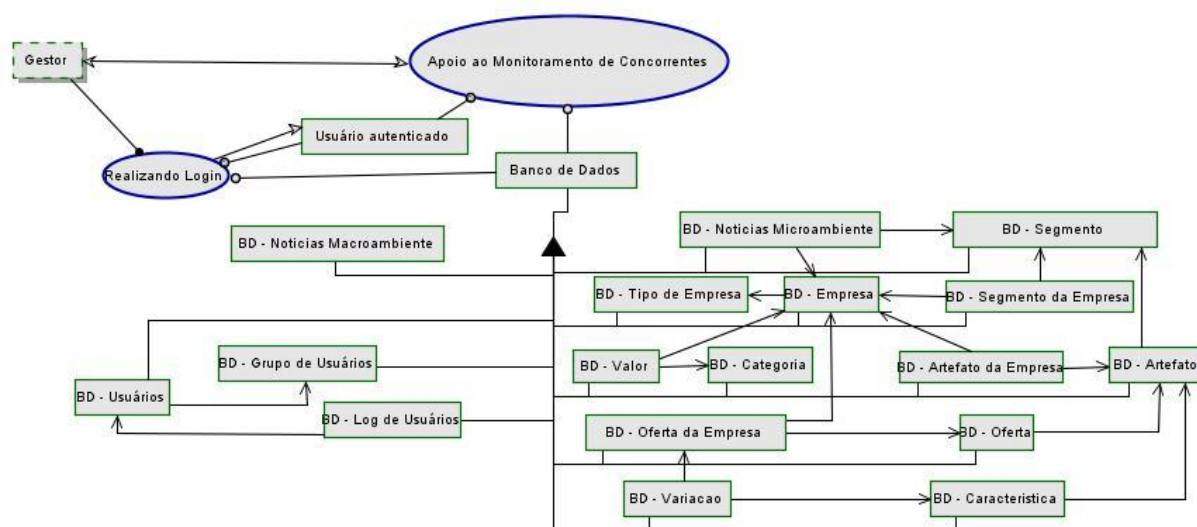 Gestor
Apoio ao Monitoramento de Concorrentes
Usuário autenticado
Realizando Login
Banco de Dados
BD - Noticias Macroambiente
BD - Noticias Microambiente
BD - Segmento
BD - Tipo de Empresa
BD - Empresa
BD - Segmento da Empresa
BD - Grupo de Usuários
BD - Valor
BD - Categoria
BD - Artefato da Empresa
BD - Artefato
BD - Usuários
BD - Log de Usuários
BD - Oferta da Empresa
BD - Oferta
BD - Variacao
BD - Caracteristica